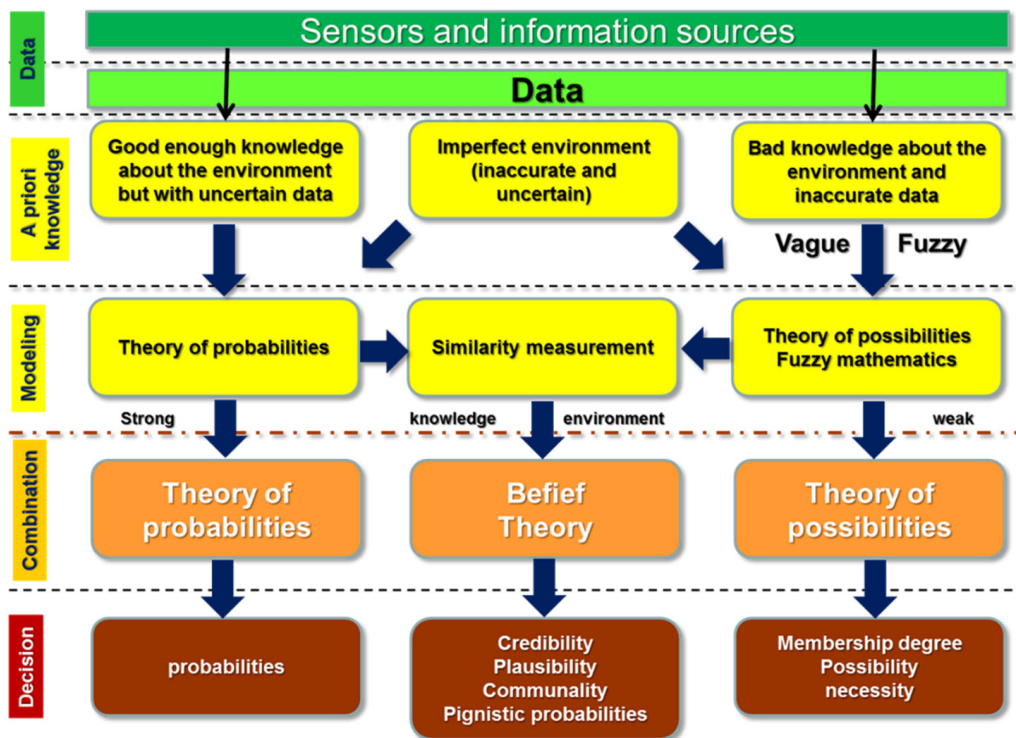 Data
Sensors and information sources
Data
A priori
knowledge
Good enough knowledge
about the environment
but with uncertain data
Imperfect environment
(inaccurate and
uncertain)
Bad knowledge about the
environment and
inaccurate data
Vague Fuzzy
Modeling
Theory of probabilities
Similarity measurement
Theory of possibilities
Fuzzy mathematics
Strong knowledge environment weak
Combination
Theory of
probabilities
Befief
Theory
Theory of
possibilities
Decision
probabilities
Credibility
Plausibility
Communality
Pignistic probabilities
Membership degree
Possibility
necessity